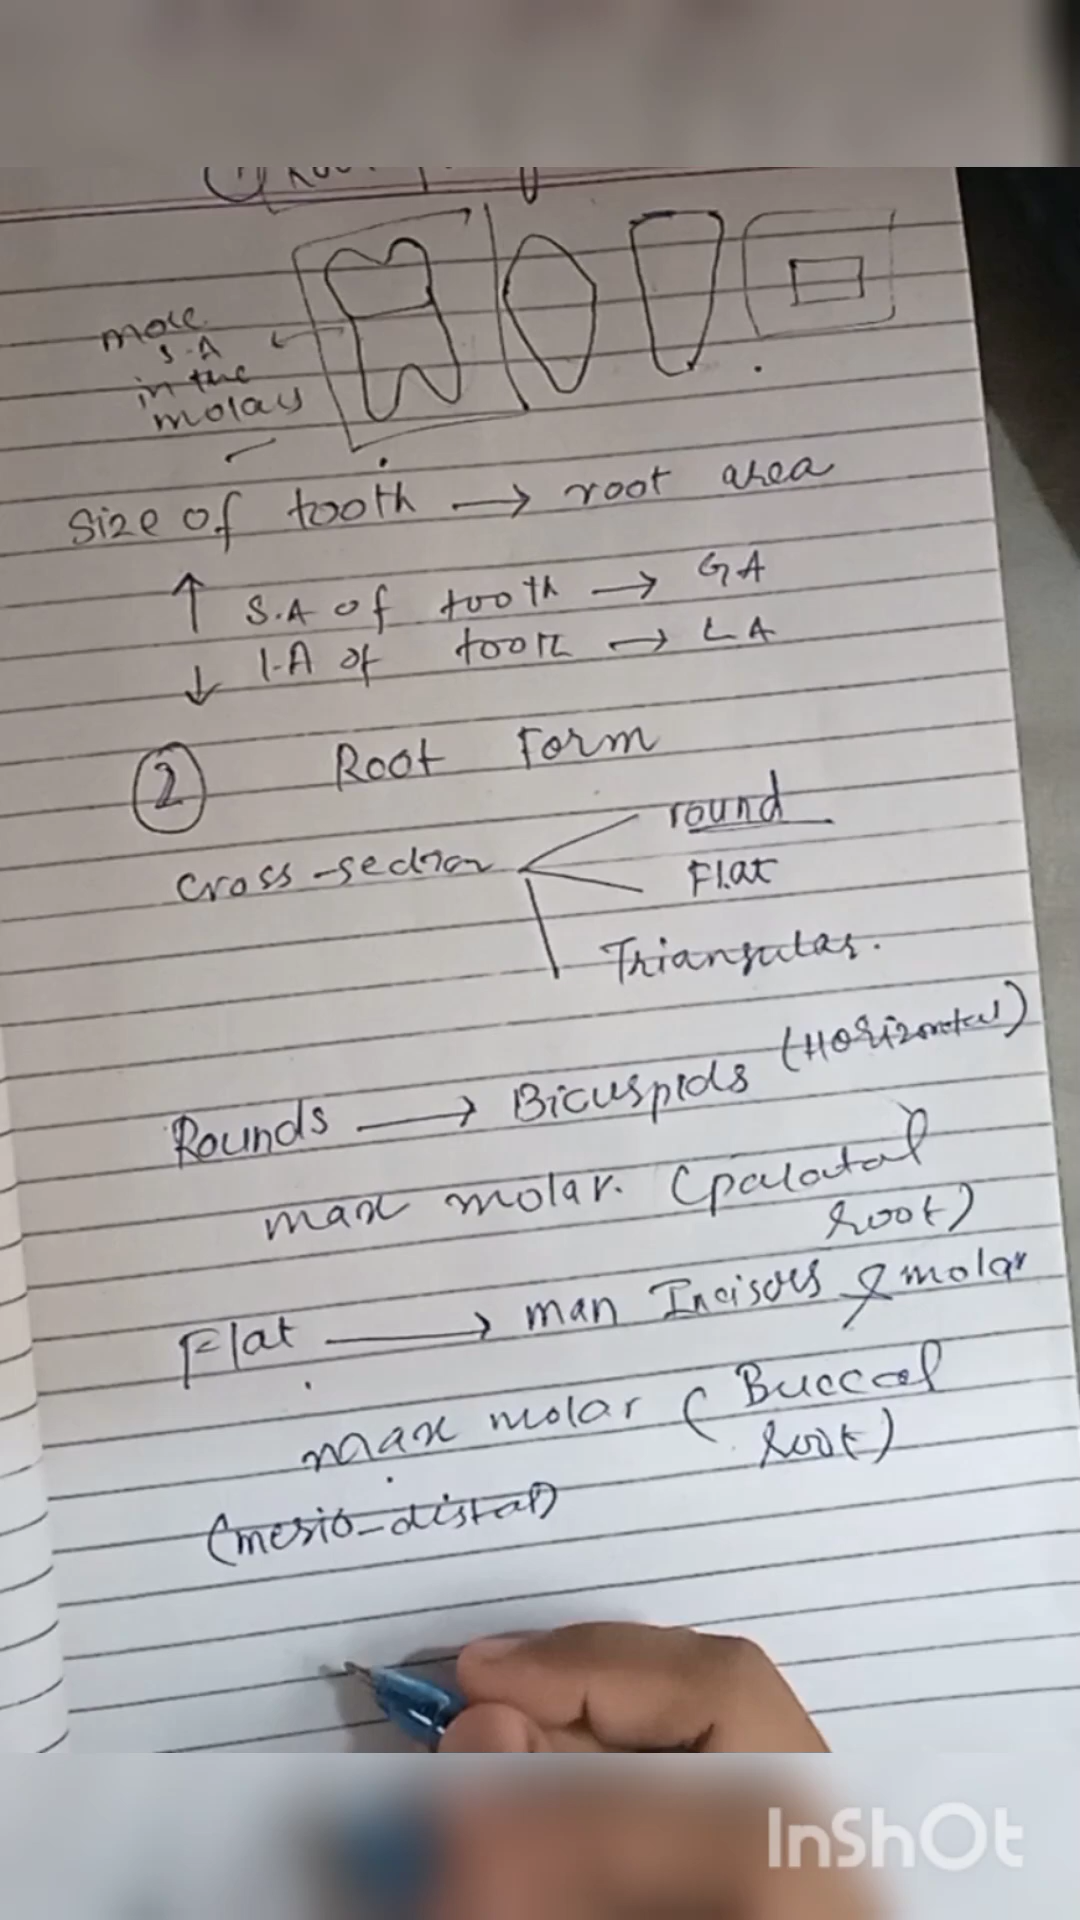 more
S.A
in the
molars
Size of tooth → root area
↑ S.A of tooth → GA
↓ I-A of tooth → LA
② Root Form
Cross-section round
Flat
Triangular.
Rounds → Bicuspids (Horizontal)
max molar. (palatal
root)
Flat → man Incisors & molar
max molar (Buccal
root)
(mesio-distal)
InShOt